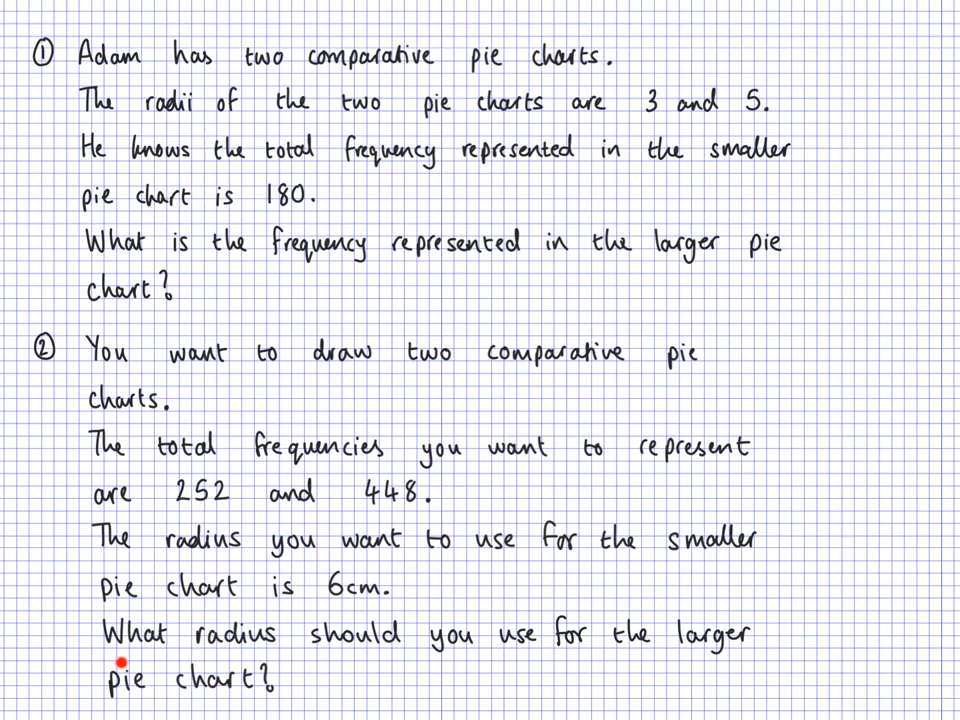 ① Adam has two comparative pie charts.
The radii of the two pie charts are 3 and 5.
He knows the total frequency represented in the smaller
pie chart is 180.
What is the frequency represented in the larger pie
chart?
② You want to draw two comparative pie
charts.
The total frequencies you want to represent
are 252 and 448.
The radius you want to use for the smaller
pie chart is 6cm.
What radius should you use for the larger
pie chart?